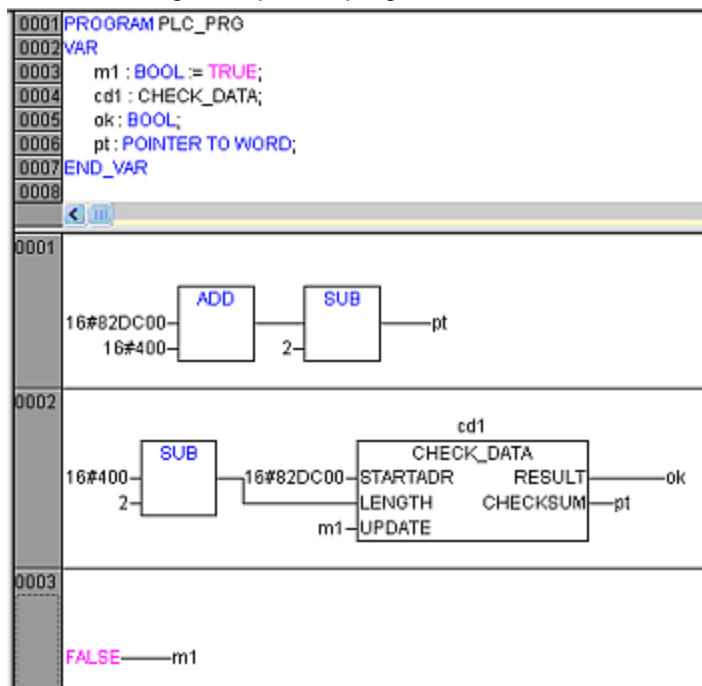 0001 PROGRAM PLC_PRG
0002 VAR
0003 m1 : BOOL := TRUE;
0004 cd1 : CHECK_DATA;
0005 ok : BOOL;
0006 pt : POINTER TO WORD;
0007 END_VAR
0008
0001
ADD SUB
16#82DC00 pt
16#400 2
0002
cd1
SUB CHECK_DATA
16#400 16#82DC00 STARTADR RESULT ok
2 LENGTH CHECKSUM pt
m1 UPDATE
0003
FALSE m1